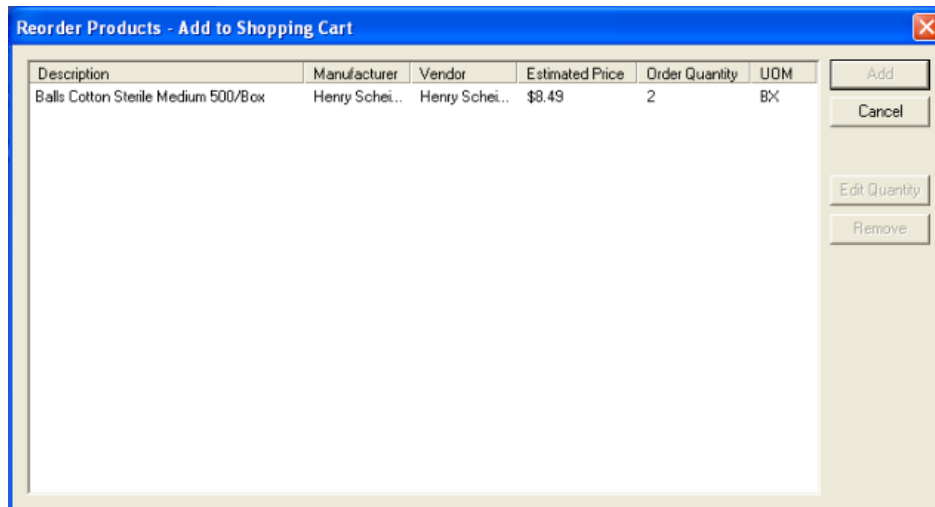 Reorder Products - Add to Shopping Cart
Description Manufacturer Vendor Estimated Price Order Quantity UOM
Balls Cotton Sterile Medium 500/Box Henry Schei... Henry Schei... $8.49 2 BX
Add
Cancel
Edit Quantity
Remove